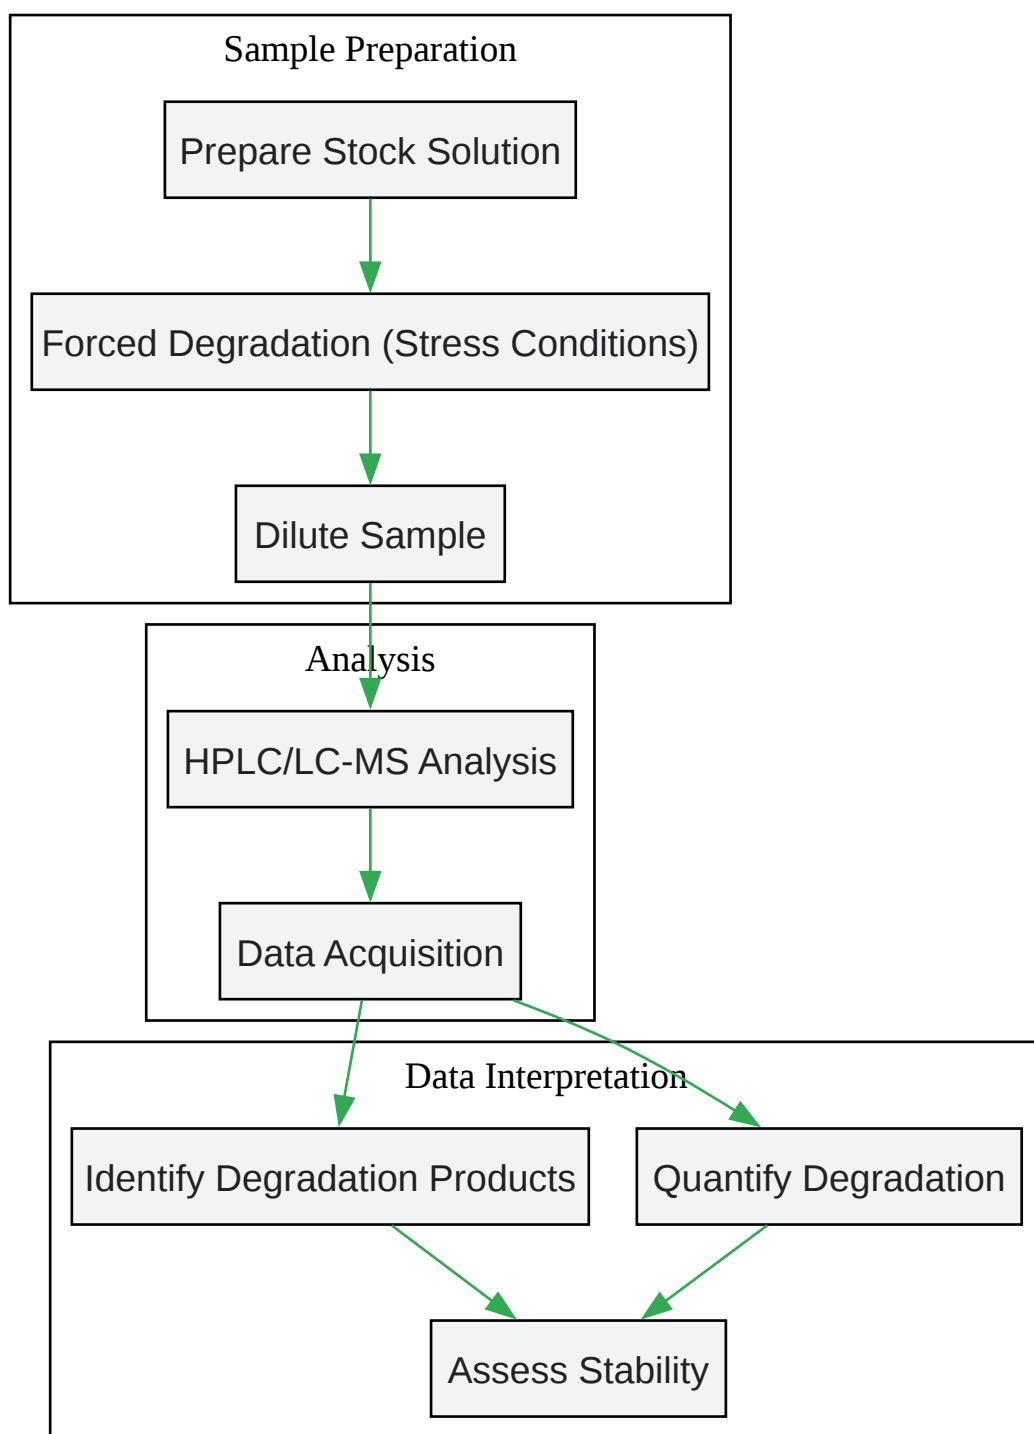 Sample Preparation
Prepare Stock Solution
Forced Degradation (Stress Conditions)
Dilute Sample
Analysis
HPLC/LC-MS Analysis
Data Acquisition
Data Interpretation
Identify Degradation Products
Quantify Degradation
Assess Stability